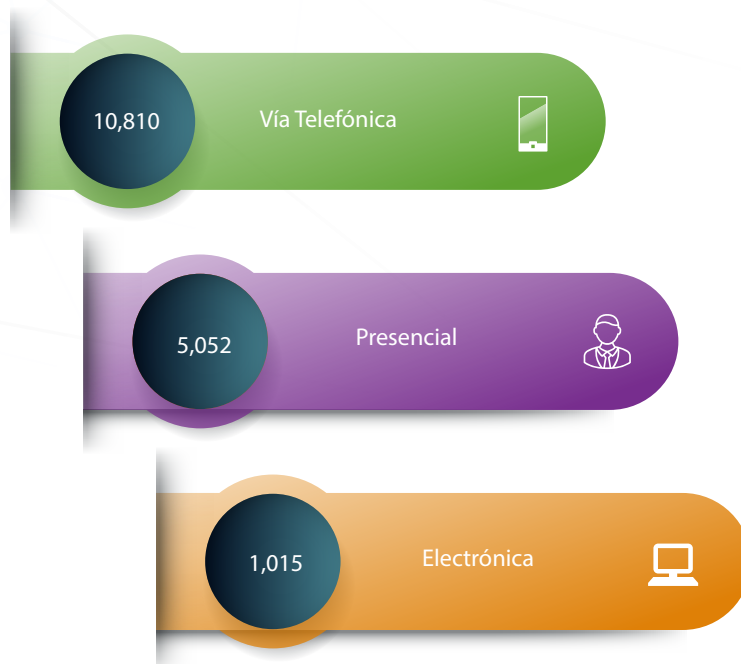 10,810
Vía Telefónica
5,052
Presencial
1,015
Electrónica